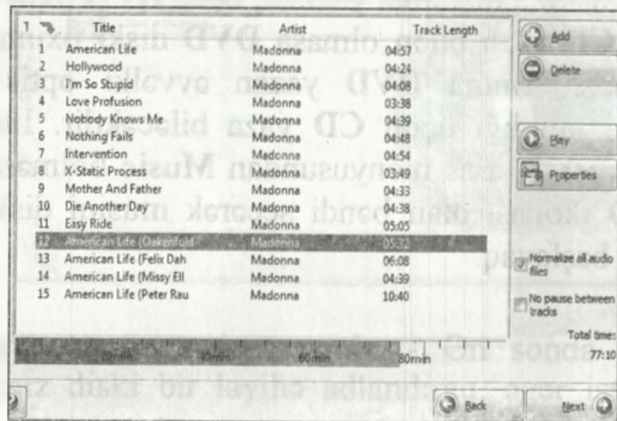 Title Artist Track Length
1 American Life Madonna 04:57
2 Hollywood Madonna 04:24
3 I'm So Stupid Madonna 04:08
4 Love Profusion Madonna 03:38
5 Nobody Knows Me Madonna 04:39
6 Nothing Fails Madonna 04:48
7 Intervention Madonna 04:54
8 X-Static Process Madonna 03:49
9 Mother And Father Madonna 04:33
10 Die Another Day Madonna 04:38
11 Easy Ride Madonna 05:05
12 American Life (Oakenfold Madonna 05:32
13 American Life (Felix Dah Madonna 06:08
14 American Life (Missy Ell Madonna 04:39
15 American Life (Peter Rau Madonna 10:40
Add
Delete
Play
Properties
Normalize all audio
files
No pause between
tracks
Total time:
77:10
20min 40min 60min 80min
Back Next